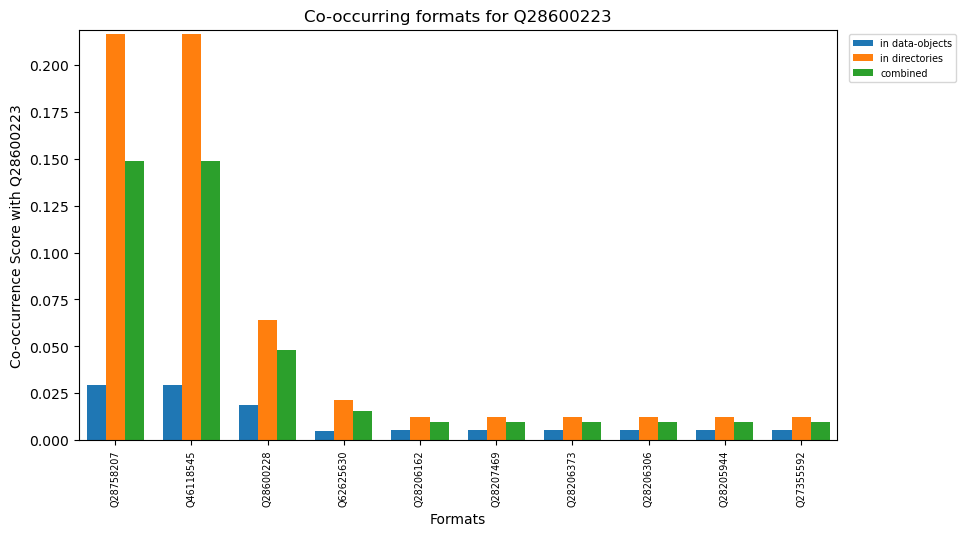 Co-occurring formats for Q28600223
in data-objects
in directories
combined
Co-occurrence Score with Q28600223
0.200
0.175
0.150
0.125
0.100
0.075
0.050
0.025
0.000
Q28758207
Q46118545
Q28600228
Q62625630
Q28206162
Q28207469
Q28206373
Q28206306
Q28205944
Q27355592
Formats